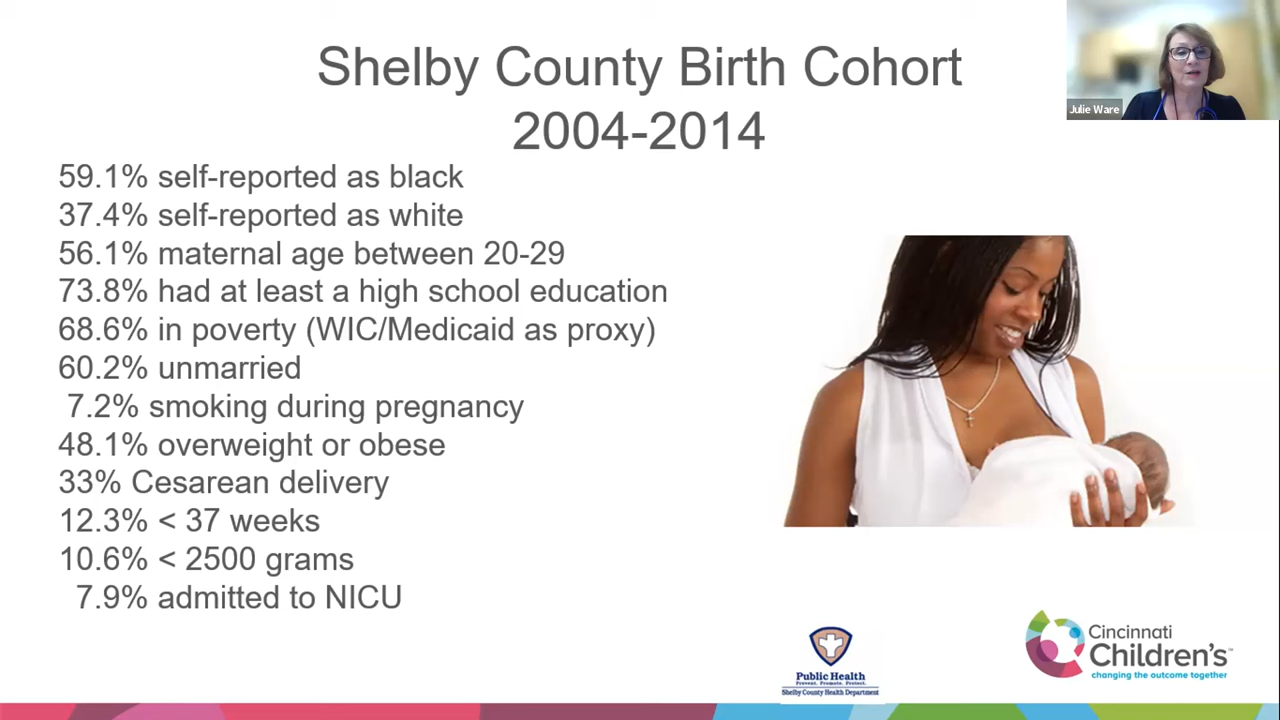 Shelby County Birth Cohort
2004-2014
Julie Ware
59.1% self-reported as black
37.4% self-reported as white
56.1% maternal age between 20-29
73.8% had at least a high school education
68.6% in poverty (WIC/Medicaid as proxy)
60.2% unmarried
7.2% smoking during pregnancy
48.1% overweight or obese
33% Cesarean delivery
12.3% < 37 weeks
10.6% < 2500 grams
7.9% admitted to NICU
Public Health
Prevent. Promote. Protect.
Shelby County Health Department
Cincinnati
Children's™
changing the outcome together